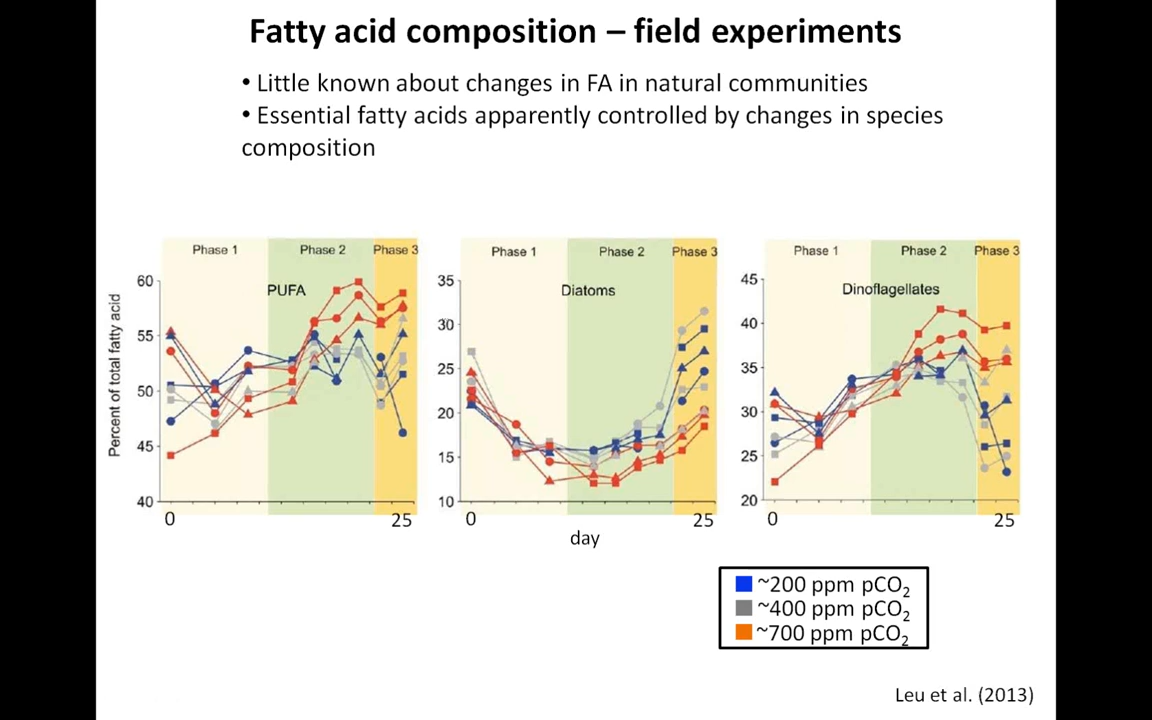 Fatty acid composition – field experiments
• Little known about changes in FA in natural communities
• Essential fatty acids apparently controlled by changes in species
composition
Phase 1 Phase 2 Phase 3
PUFA
Percent of total fatty acid
60
55
50
45
40
0 25
Phase 1 Phase 2 Phase 3
Diatoms
35
30
25
20
15
10
0 25
day
Phase 1 Phase 2 Phase 3
Dinoflagellates
45
40
35
30
25
20
0 25
~200 ppm pCO₂
~400 ppm pCO₂
~700 ppm pCO₂
Leu et al. (2013)